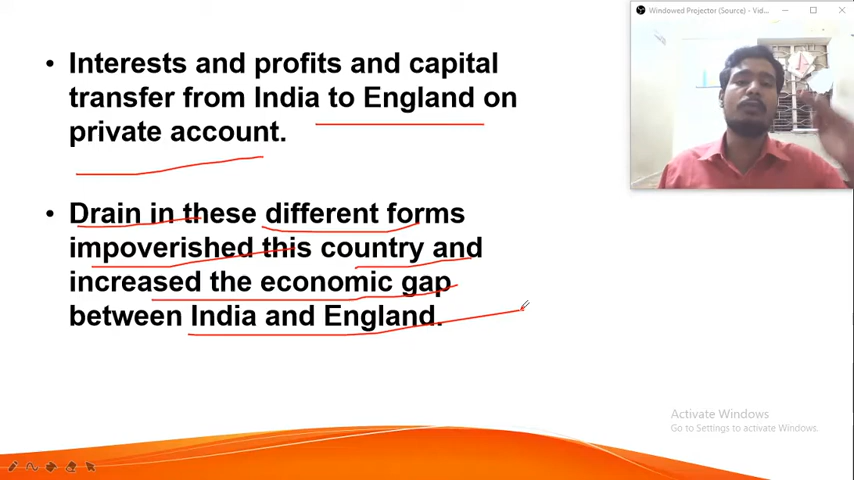 Windowed Projector (Source) - Vid...
• Interests and profits and capital
transfer from India to England on
private account.
• Drain in these different forms
impoverished this country and
increased the economic gap
between India and England.
Activate Windows
Go to Settings to activate Windows.